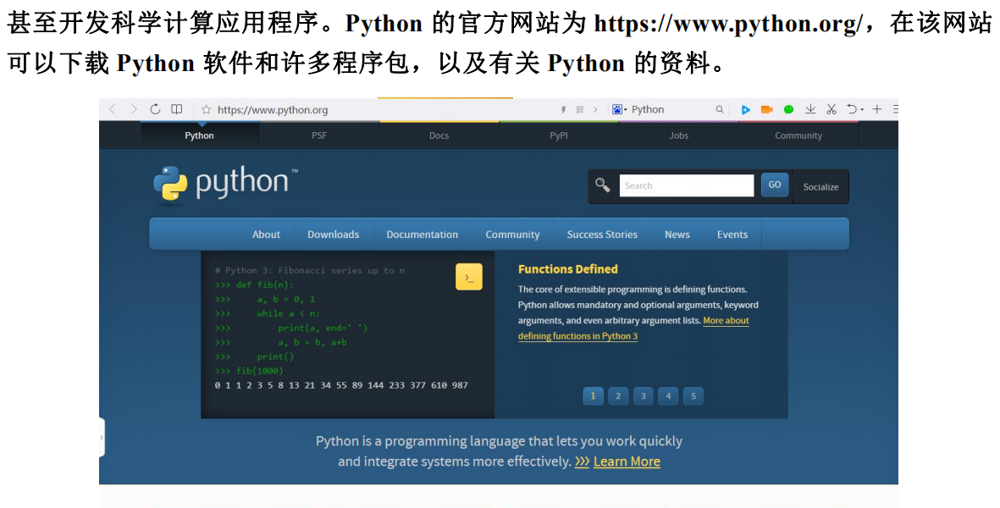 甚至开发科学计算应用程序。Python 的官方网站为 https://www.python.org/，在该网站
可以下载 Python 软件和许多程序包，以及有关 Python 的资料。
https://www.python.org
Python
Python
PSF
Docs
PyPI
Jobs
Community
python™
Search
GO
Socialize
About
Downloads
Documentation
Community
Success Stories
News
Events
# Python 3: Fibonacci series up to n
>>> def fib(n):
>>>     a, b = 0, 1
>>>     while a < n:
>>>         print(a, end=' ')
>>>         a, b = b, a+b
>>>     print()
>>> fib(1000)
0 1 1 2 3 5 8 13 21 34 55 89 144 233 377 610 987
>_
Functions Defined
The core of extensible programming is defining functions.
Python allows mandatory and optional arguments, keyword
arguments, and even arbitrary argument lists. More about
defining functions in Python 3
1 2 3 4 5
Python is a programming language that lets you work quickly
and integrate systems more effectively. >>> Learn More